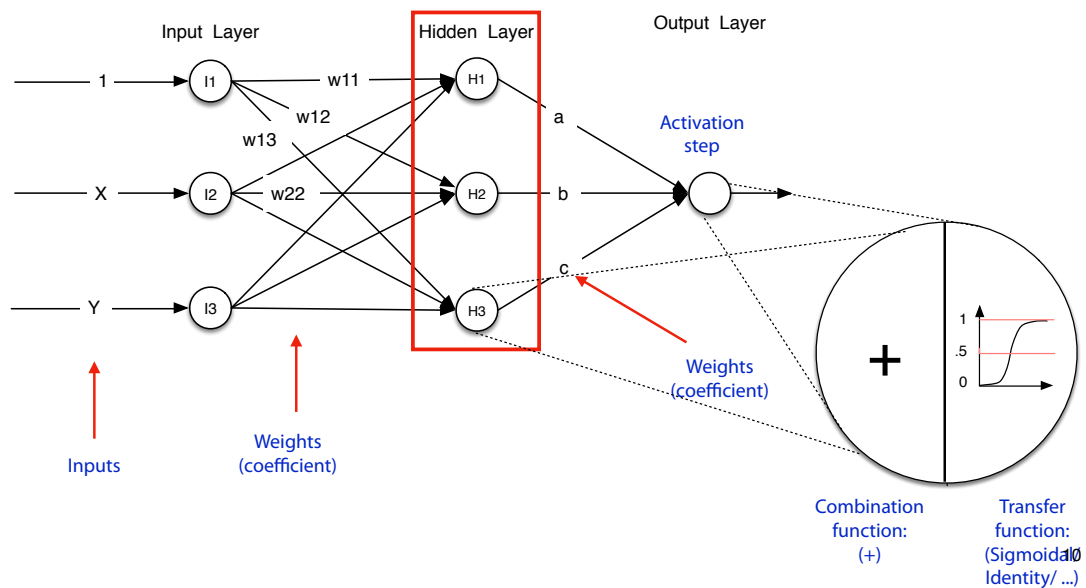 Input Layer
Hidden Layer
Output Layer
1
I1
w11
H1
w12
w13
a
Activation
step
X
I2
w22
H2
b
Y
I3
H3
c
+
1
.5
0
Inputs
Weights
(coefficient)
Weights
(coefficient)
Combination
function:
(+)
Transfer
function:
(Sigmoidal/
Identity/ ...)
10